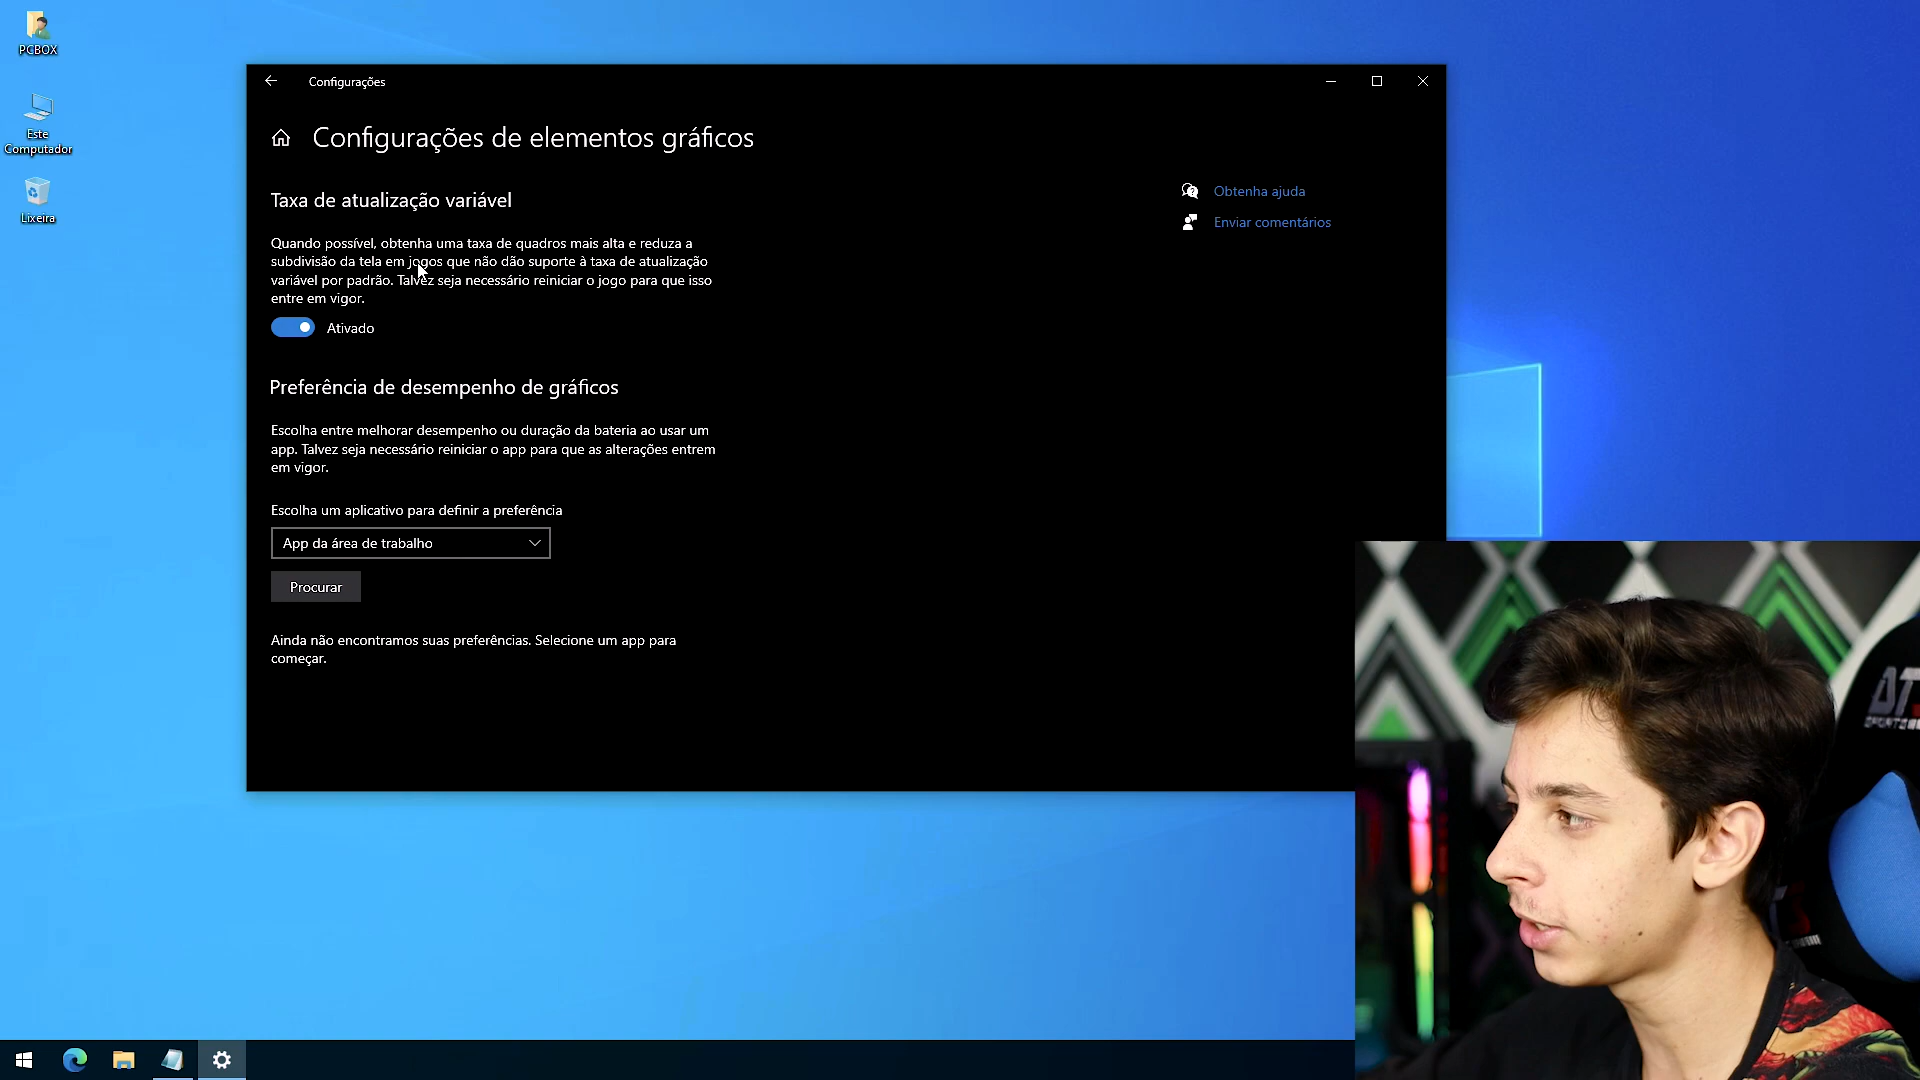 PCBOX
Este
Computador
Lixeira
Configurações
Configurações de elementos gráficos
Taxa de atualização variável
Quando possível, obtenha uma taxa de quadros mais alta e reduza a
subdivisão da tela em jogos que não dão suporte à taxa de atualização
variável por padrão. Talvez seja necessário reiniciar o jogo para que isso
entre em vigor.
Ativado
Preferência de desempenho de gráficos
Escolha entre melhorar desempenho ou duração da bateria ao usar um
app. Talvez seja necessário reiniciar o app para que as alterações entrem
em vigor.
Escolha um aplicativo para definir a preferência
App da área de trabalho
Procurar
Ainda não encontramos suas preferências. Selecione um app para
começar.
Obtenha ajuda
Enviar comentários